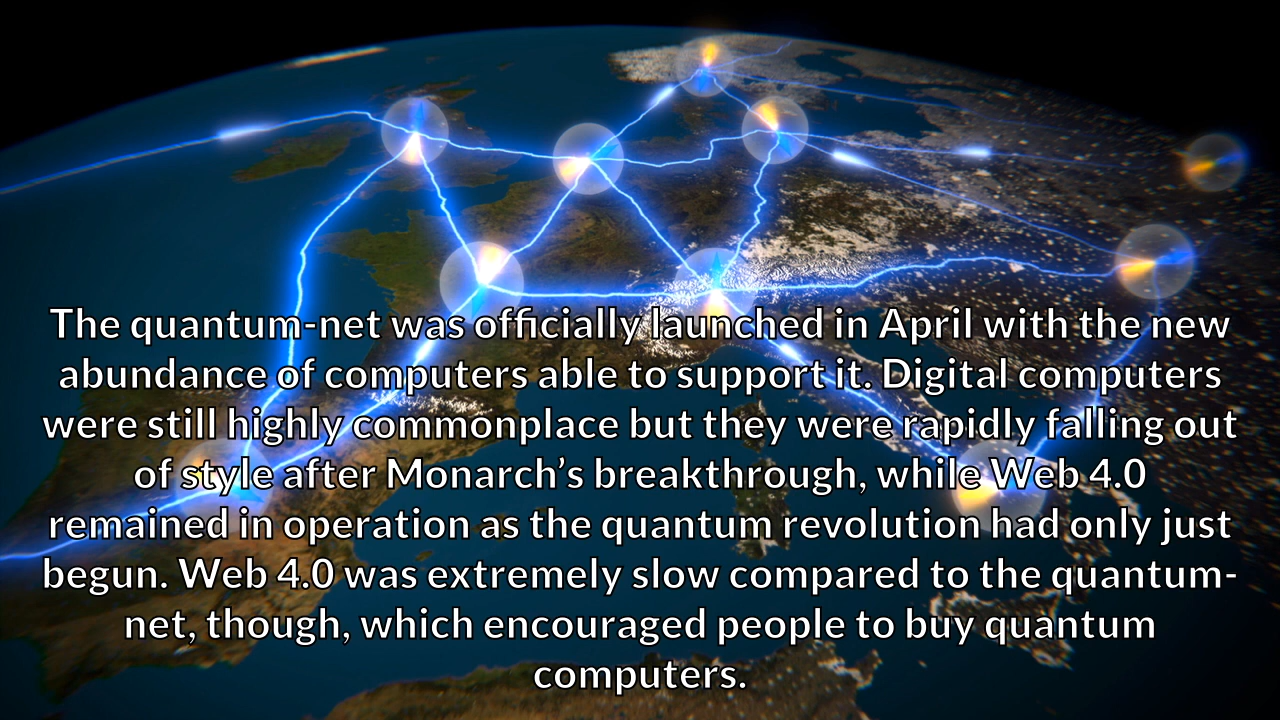 The quantum-net was officially launched in April with the new
abundance of computers able to support it. Digital computers
were still highly commonplace but they were rapidly falling out
of style after Monarch’s breakthrough, while Web 4.0
remained in operation as the quantum revolution had only just
begun. Web 4.0 was extremely slow compared to the quantum-
net, though, which encouraged people to buy quantum
computers.